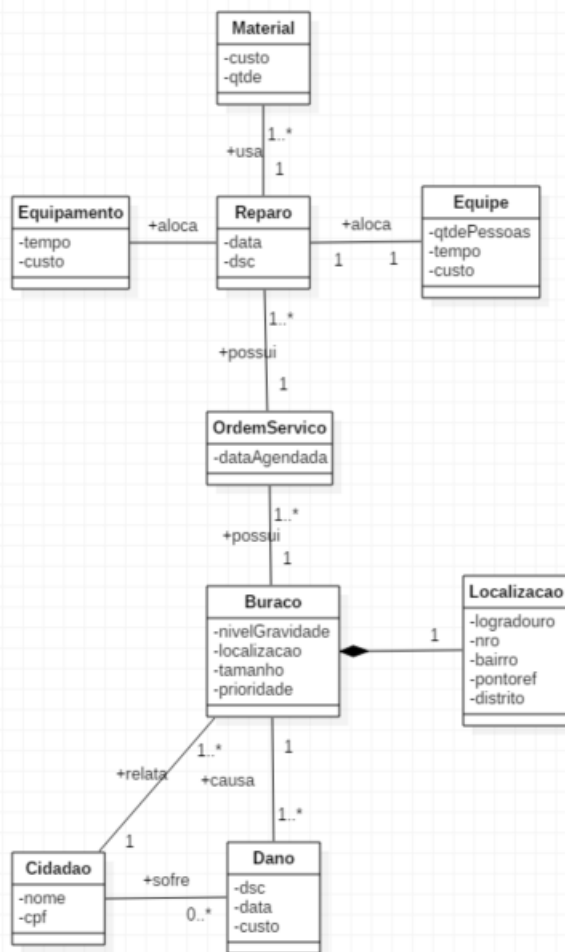 Material
-custo
-qtde
1..*
+usa
1
Equipamento
-tempo
-custo
+aloca
Reparo
-data
-dsc
+aloca
1
1
Equipe
-qtdePessoas
-tempo
-custo
1..*
+possui
1
OrdemServico
-dataAgendada
1..*
+possui
1
Buraco
-nivelGravidade
-localizacao
-tamanho
-prioridade
1
Localizacao
-logradouro
-nro
-bairro
-pontoref
-distrito
1..*
+relata
1
1
+causa
1..*
Cidadao
-nome
-cpf
+sofre
0..*
Dano
-dsc
-data
-custo